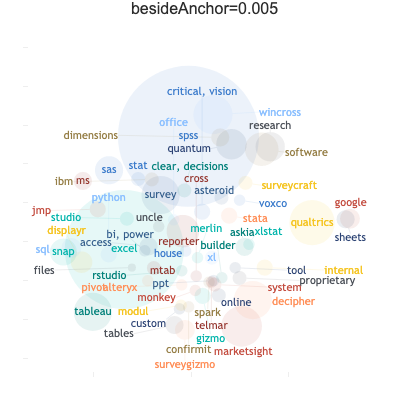 besideAnchor=0.005
critical, vision
office
wincross
dimensions
spss
research
quantum
software
stat
clear, decisions
sas
ibm
ms
cross
asteroid
surveycraft
python
survey
voxco
google
jmp
studio
uncle
stata
qualtrics
displayr
bi, power
merlin
askia
xlstat
sheets
access
reporter
sql
snap
excel
house
builder
xl
files
rstudio
mtab
tool
internal
pivot
alteryx
ppt
system
proprietary
monkey
online
decipher
tableau
modul
spark
custom
telmar
tables
gizmo
confirmit
marketsight
surveygizmo